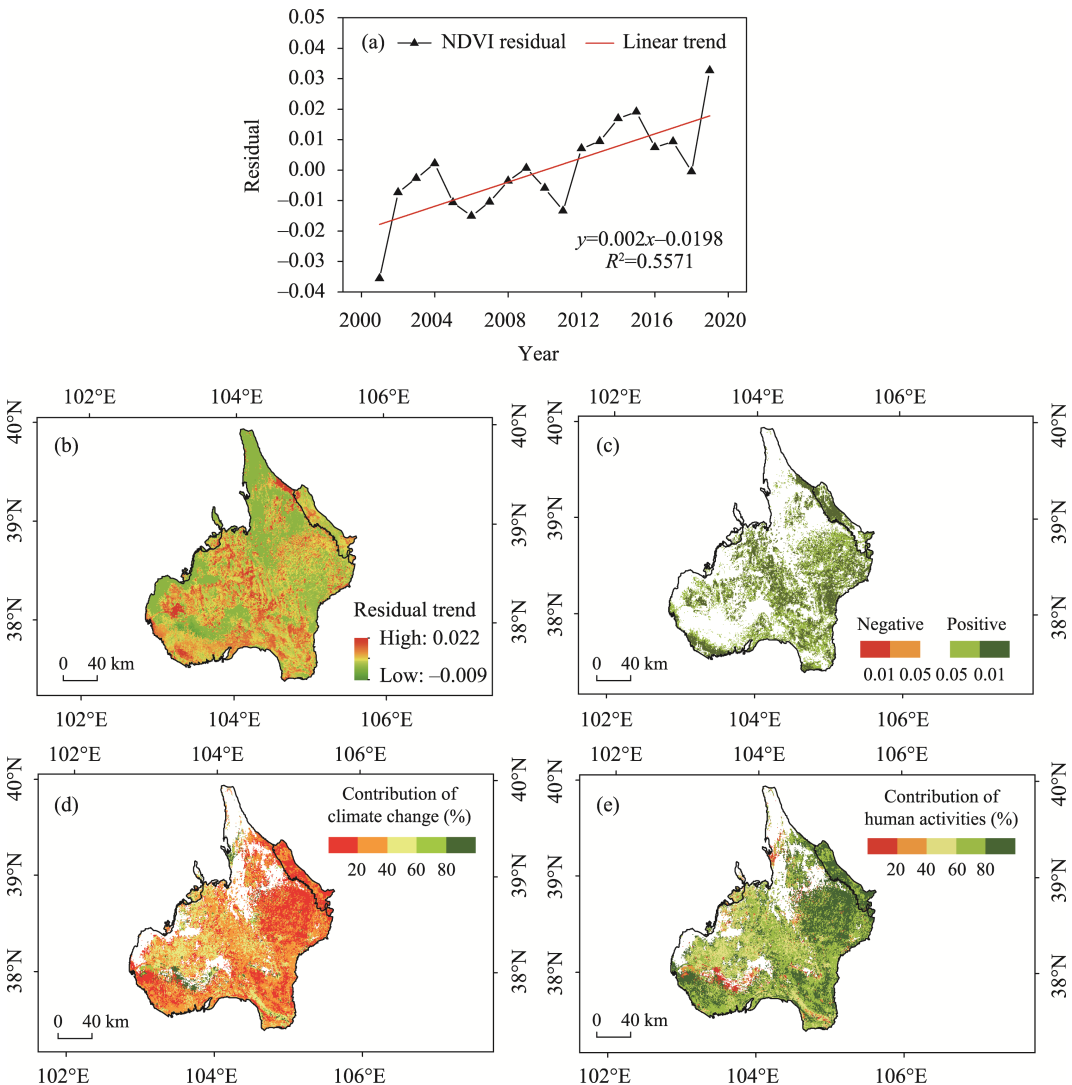 0.05
0.04
0.03
0.02
0.01
0.00
–0.01
–0.02
–0.03
–0.04
Residual
(a)
NDVI residual
Linear trend
y=0.002x–0.0198
R²=0.5571
2000
2004
2008
2012
2016
2020
Year
102°E
104°E
106°E
40°N
39°N
38°N
(b)
Residual trend
High: 0.022
Low: –0.009
0 40 km
40°N
39°N
38°N
102°E
104°E
106°E
102°E
104°E
106°E
40°N
39°N
38°N
(c)
Negative
Positive
0.01 0.05 0.05 0.01
0 40 km
40°N
39°N
38°N
102°E
104°E
106°E
102°E
104°E
106°E
40°N
39°N
38°N
(d)
Contribution of
climate change (%)
20 40 60 80
0 40 km
40°N
39°N
38°N
102°E
104°E
106°E
102°E
104°E
106°E
40°N
39°N
38°N
(e)
Contribution of
human activities (%)
20 40 60 80
0 40 km
40°N
39°N
38°N
102°E
104°E
106°E